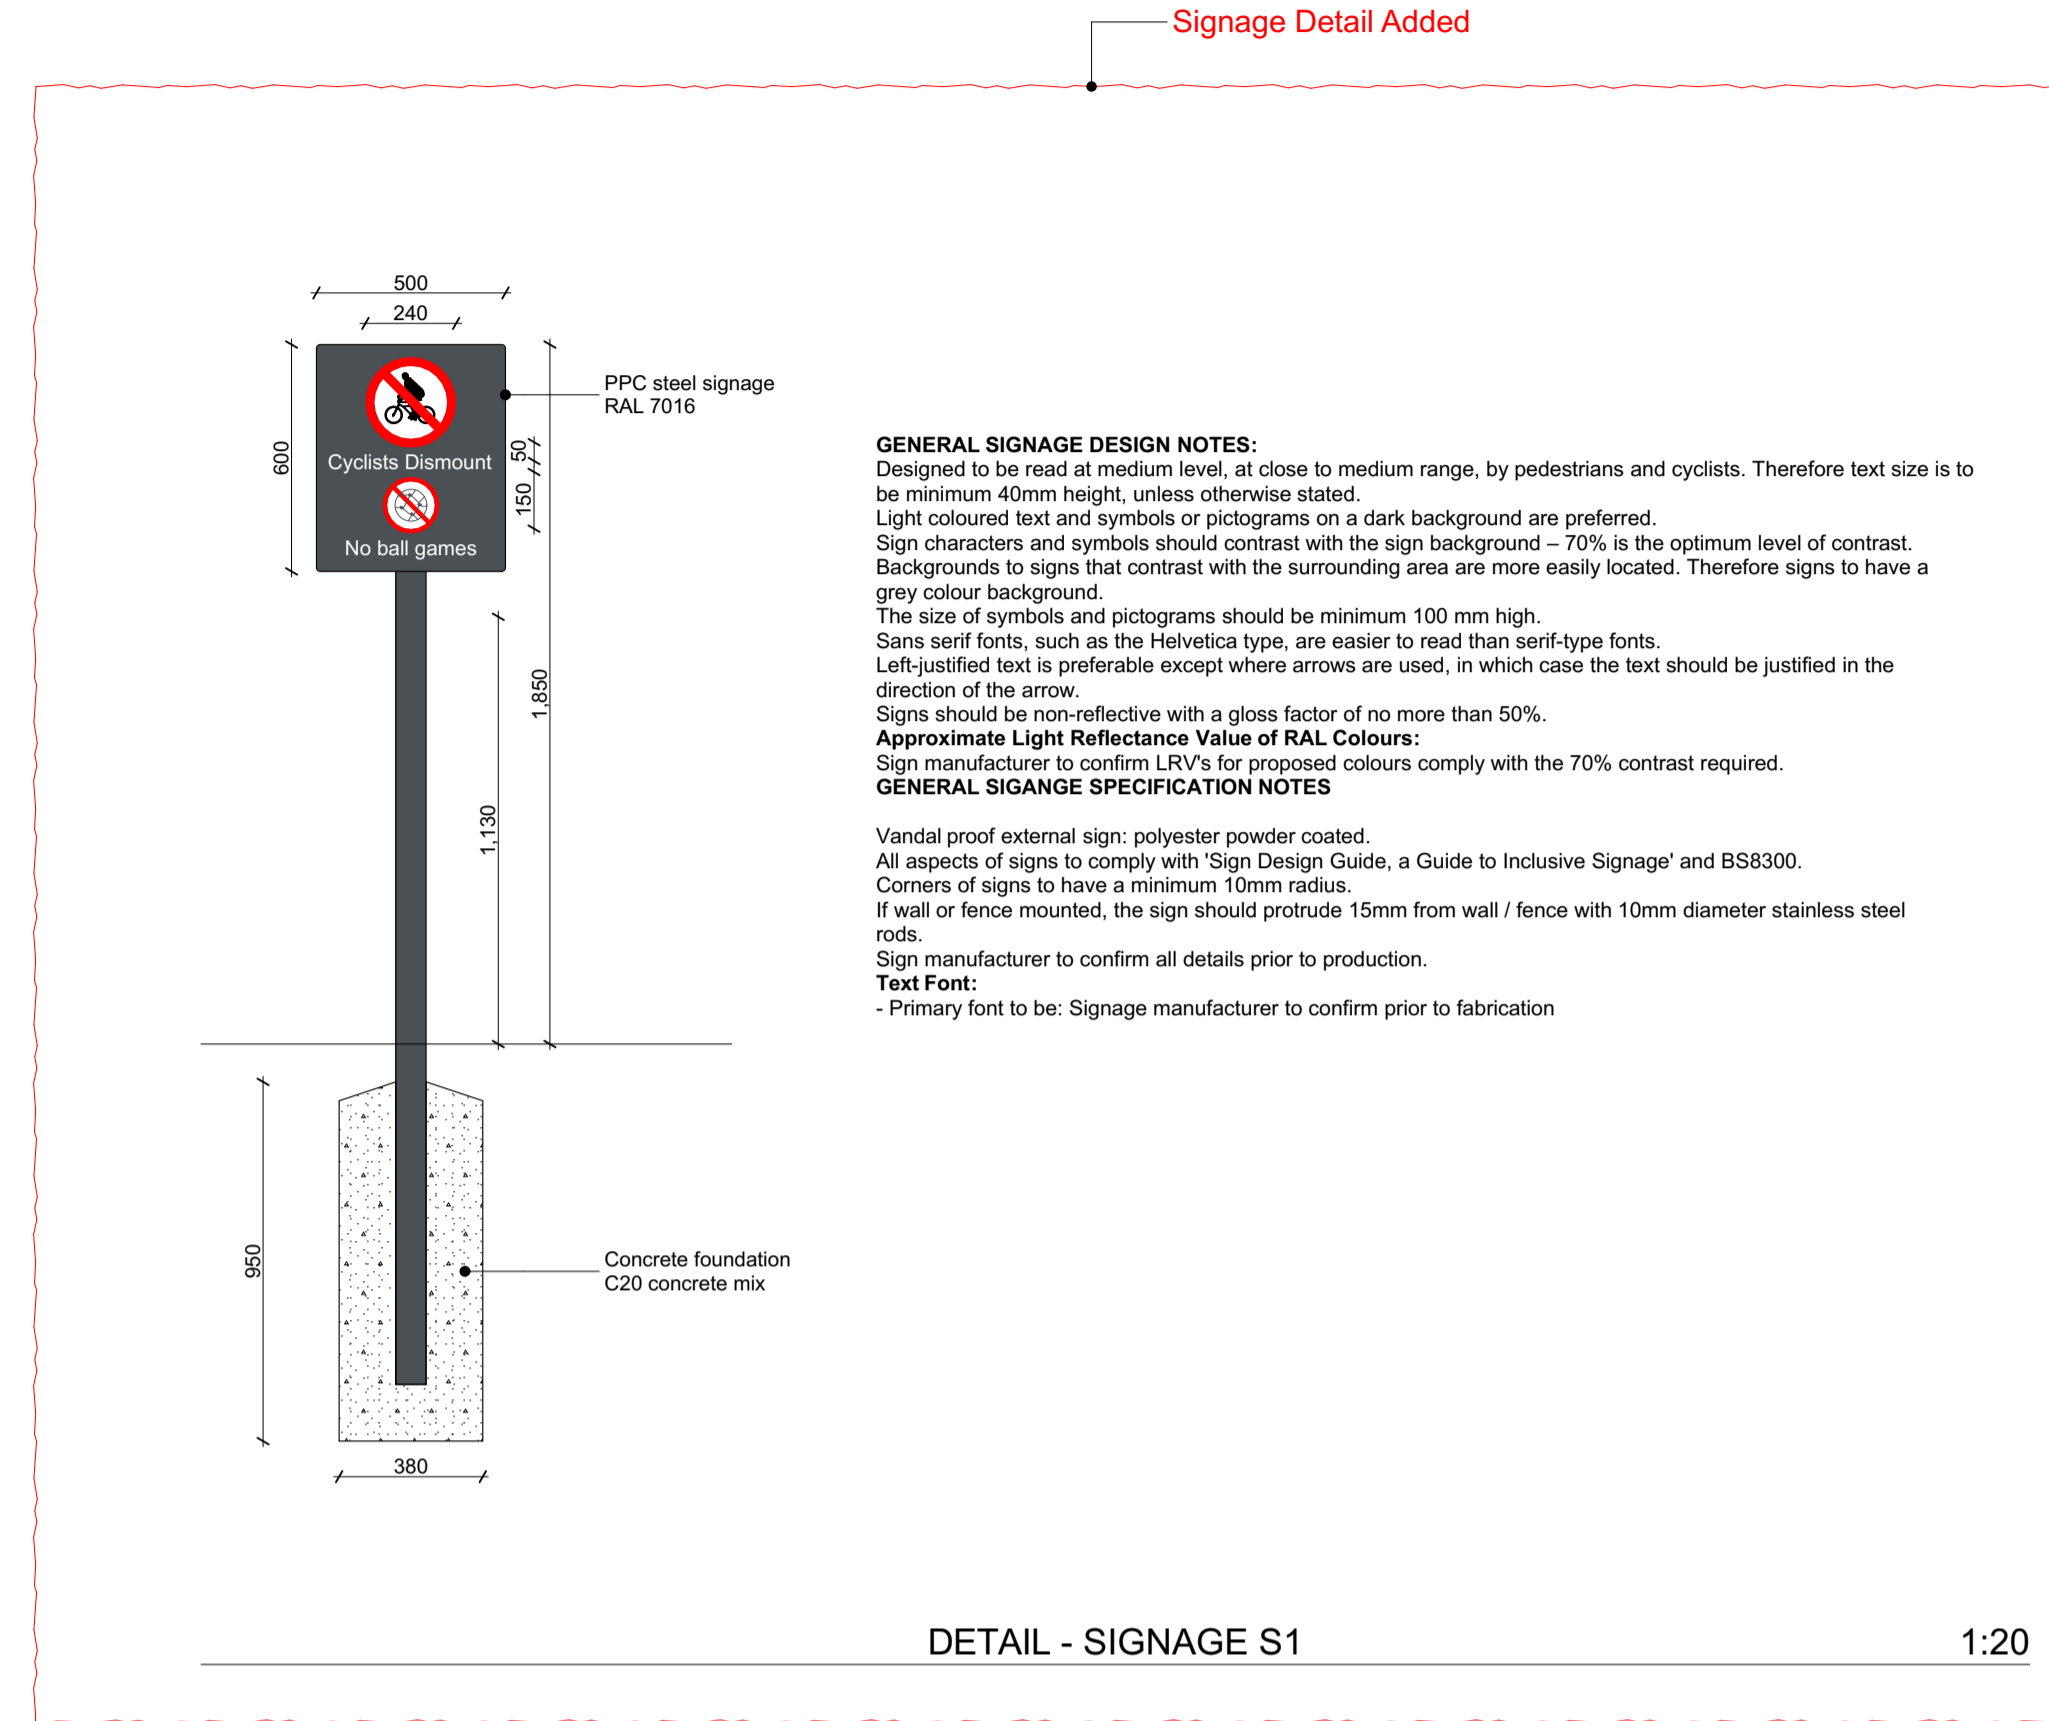 Signage Detail Added
500
240
600
Cyclists Dismount
No ball games
50
150
PPC steel signage
RAL 7016
1,850
1,130
950
380
Concrete foundation
C20 concrete mix
GENERAL SIGNAGE DESIGN NOTES:
Designed to be read at medium level, at close to medium range, by pedestrians and cyclists. Therefore text size is to
be minimum 40mm height, unless otherwise stated.
Light coloured text and symbols or pictograms on a dark background are preferred.
Sign characters and symbols should contrast with the sign background – 70% is the optimum level of contrast.
Backgrounds to signs that contrast with the surrounding area are more easily located. Therefore signs to have a
grey colour background.
The size of symbols and pictograms should be minimum 100 mm high.
Sans serif fonts, such as the Helvetica type, are easier to read than serif-type fonts.
Left-justified text is preferable except where arrows are used, in which case the text should be justified in the
direction of the arrow.
Signs should be non-reflective with a gloss factor of no more than 50%.
Approximate Light Reflectance Value of RAL Colours:
Sign manufacturer to confirm LRV's for proposed colours comply with the 70% contrast required.
GENERAL SIGANGE SPECIFICATION NOTES
Vandal proof external sign: polyester powder coated.
All aspects of signs to comply with 'Sign Design Guide, a Guide to Inclusive Signage' and BS8300.
Corners of signs to have a minimum 10mm radius.
If wall or fence mounted, the sign should protrude 15mm from wall / fence with 10mm diameter stainless steel
rods.
Sign manufacturer to confirm all details prior to production.
Text Font:
- Primary font to be: Signage manufacturer to confirm prior to fabrication
DETAIL - SIGNAGE S1
1:20